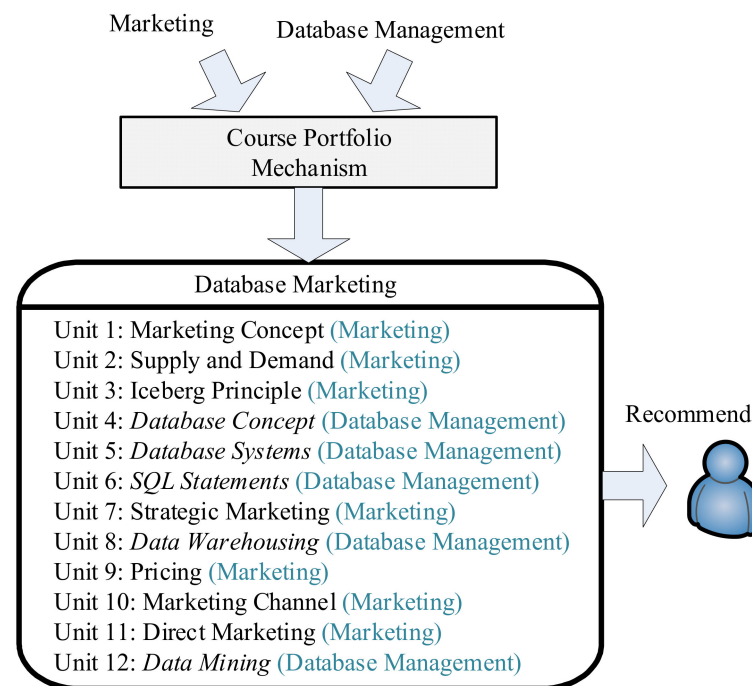 Marketing
Database Management
Course Portfolio
Mechanism
Database Marketing
Unit 1: Marketing Concept (Marketing)
Unit 2: Supply and Demand (Marketing)
Unit 3: Iceberg Principle (Marketing)
Unit 4: Database Concept (Database Management)
Unit 5: Database Systems (Database Management)
Unit 6: SQL Statements (Database Management)
Unit 7: Strategic Marketing (Marketing)
Unit 8: Data Warehousing (Database Management)
Unit 9: Pricing (Marketing)
Unit 10: Marketing Channel (Marketing)
Unit 11: Direct Marketing (Marketing)
Unit 12: Data Mining (Database Management)
Recommend